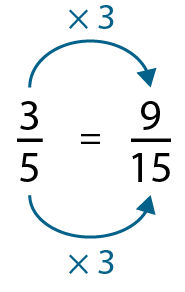 × 3
3/5 = 9/15
× 3